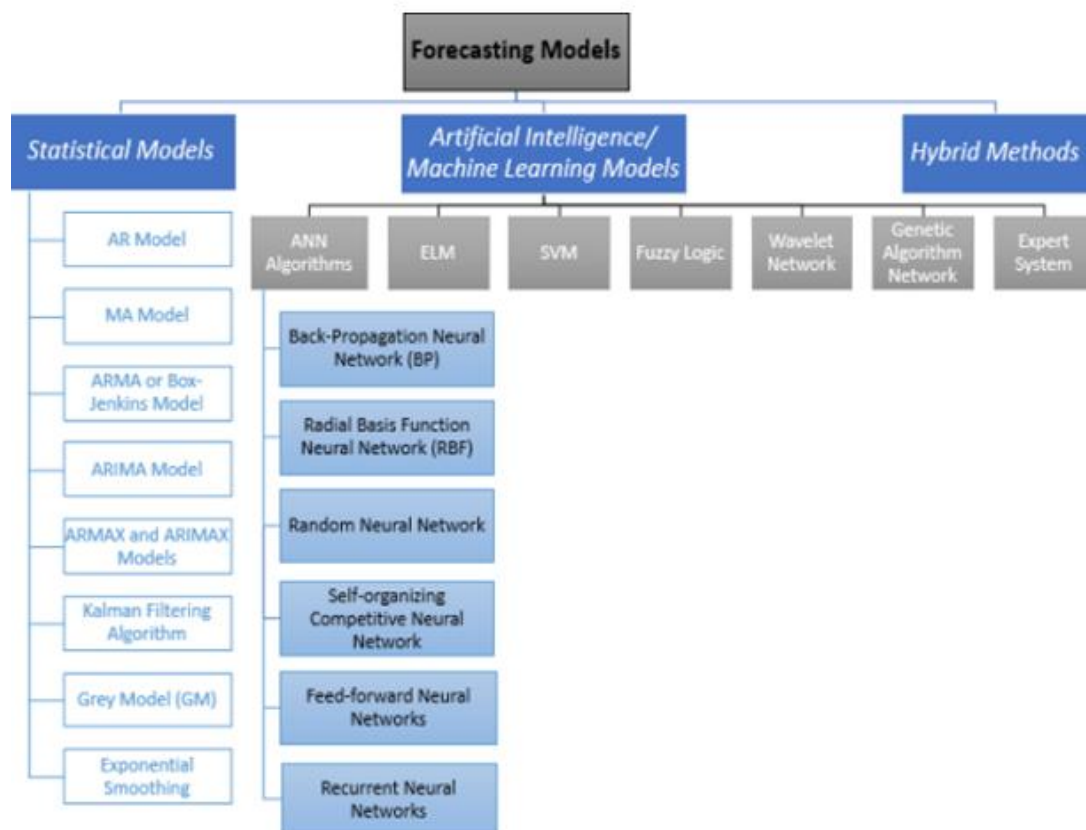 Forecasting Models
Statistical Models
Artificial Intelligence/
Machine Learning Models
Hybrid Methods
AR Model
MA Model
ARMA or Box-
Jenkins Model
ARIMA Model
ARMAX and ARIMAX
Models
Kalman Filtering
Algorithm
Grey Model (GM)
Exponential
Smoothing
ANN
Algorithms
ELM
SVM
Fuzzy Logic
Wavelet
Network
Genetic
Algorithm
Network
Expert
System
Back-Propagation Neural
Network (BP)
Radial Basis Function
Neural Network (RBF)
Random Neural Network
Self-organizing
Competitive Neural
Network
Feed-forward Neural
Networks
Recurrent Neural
Networks